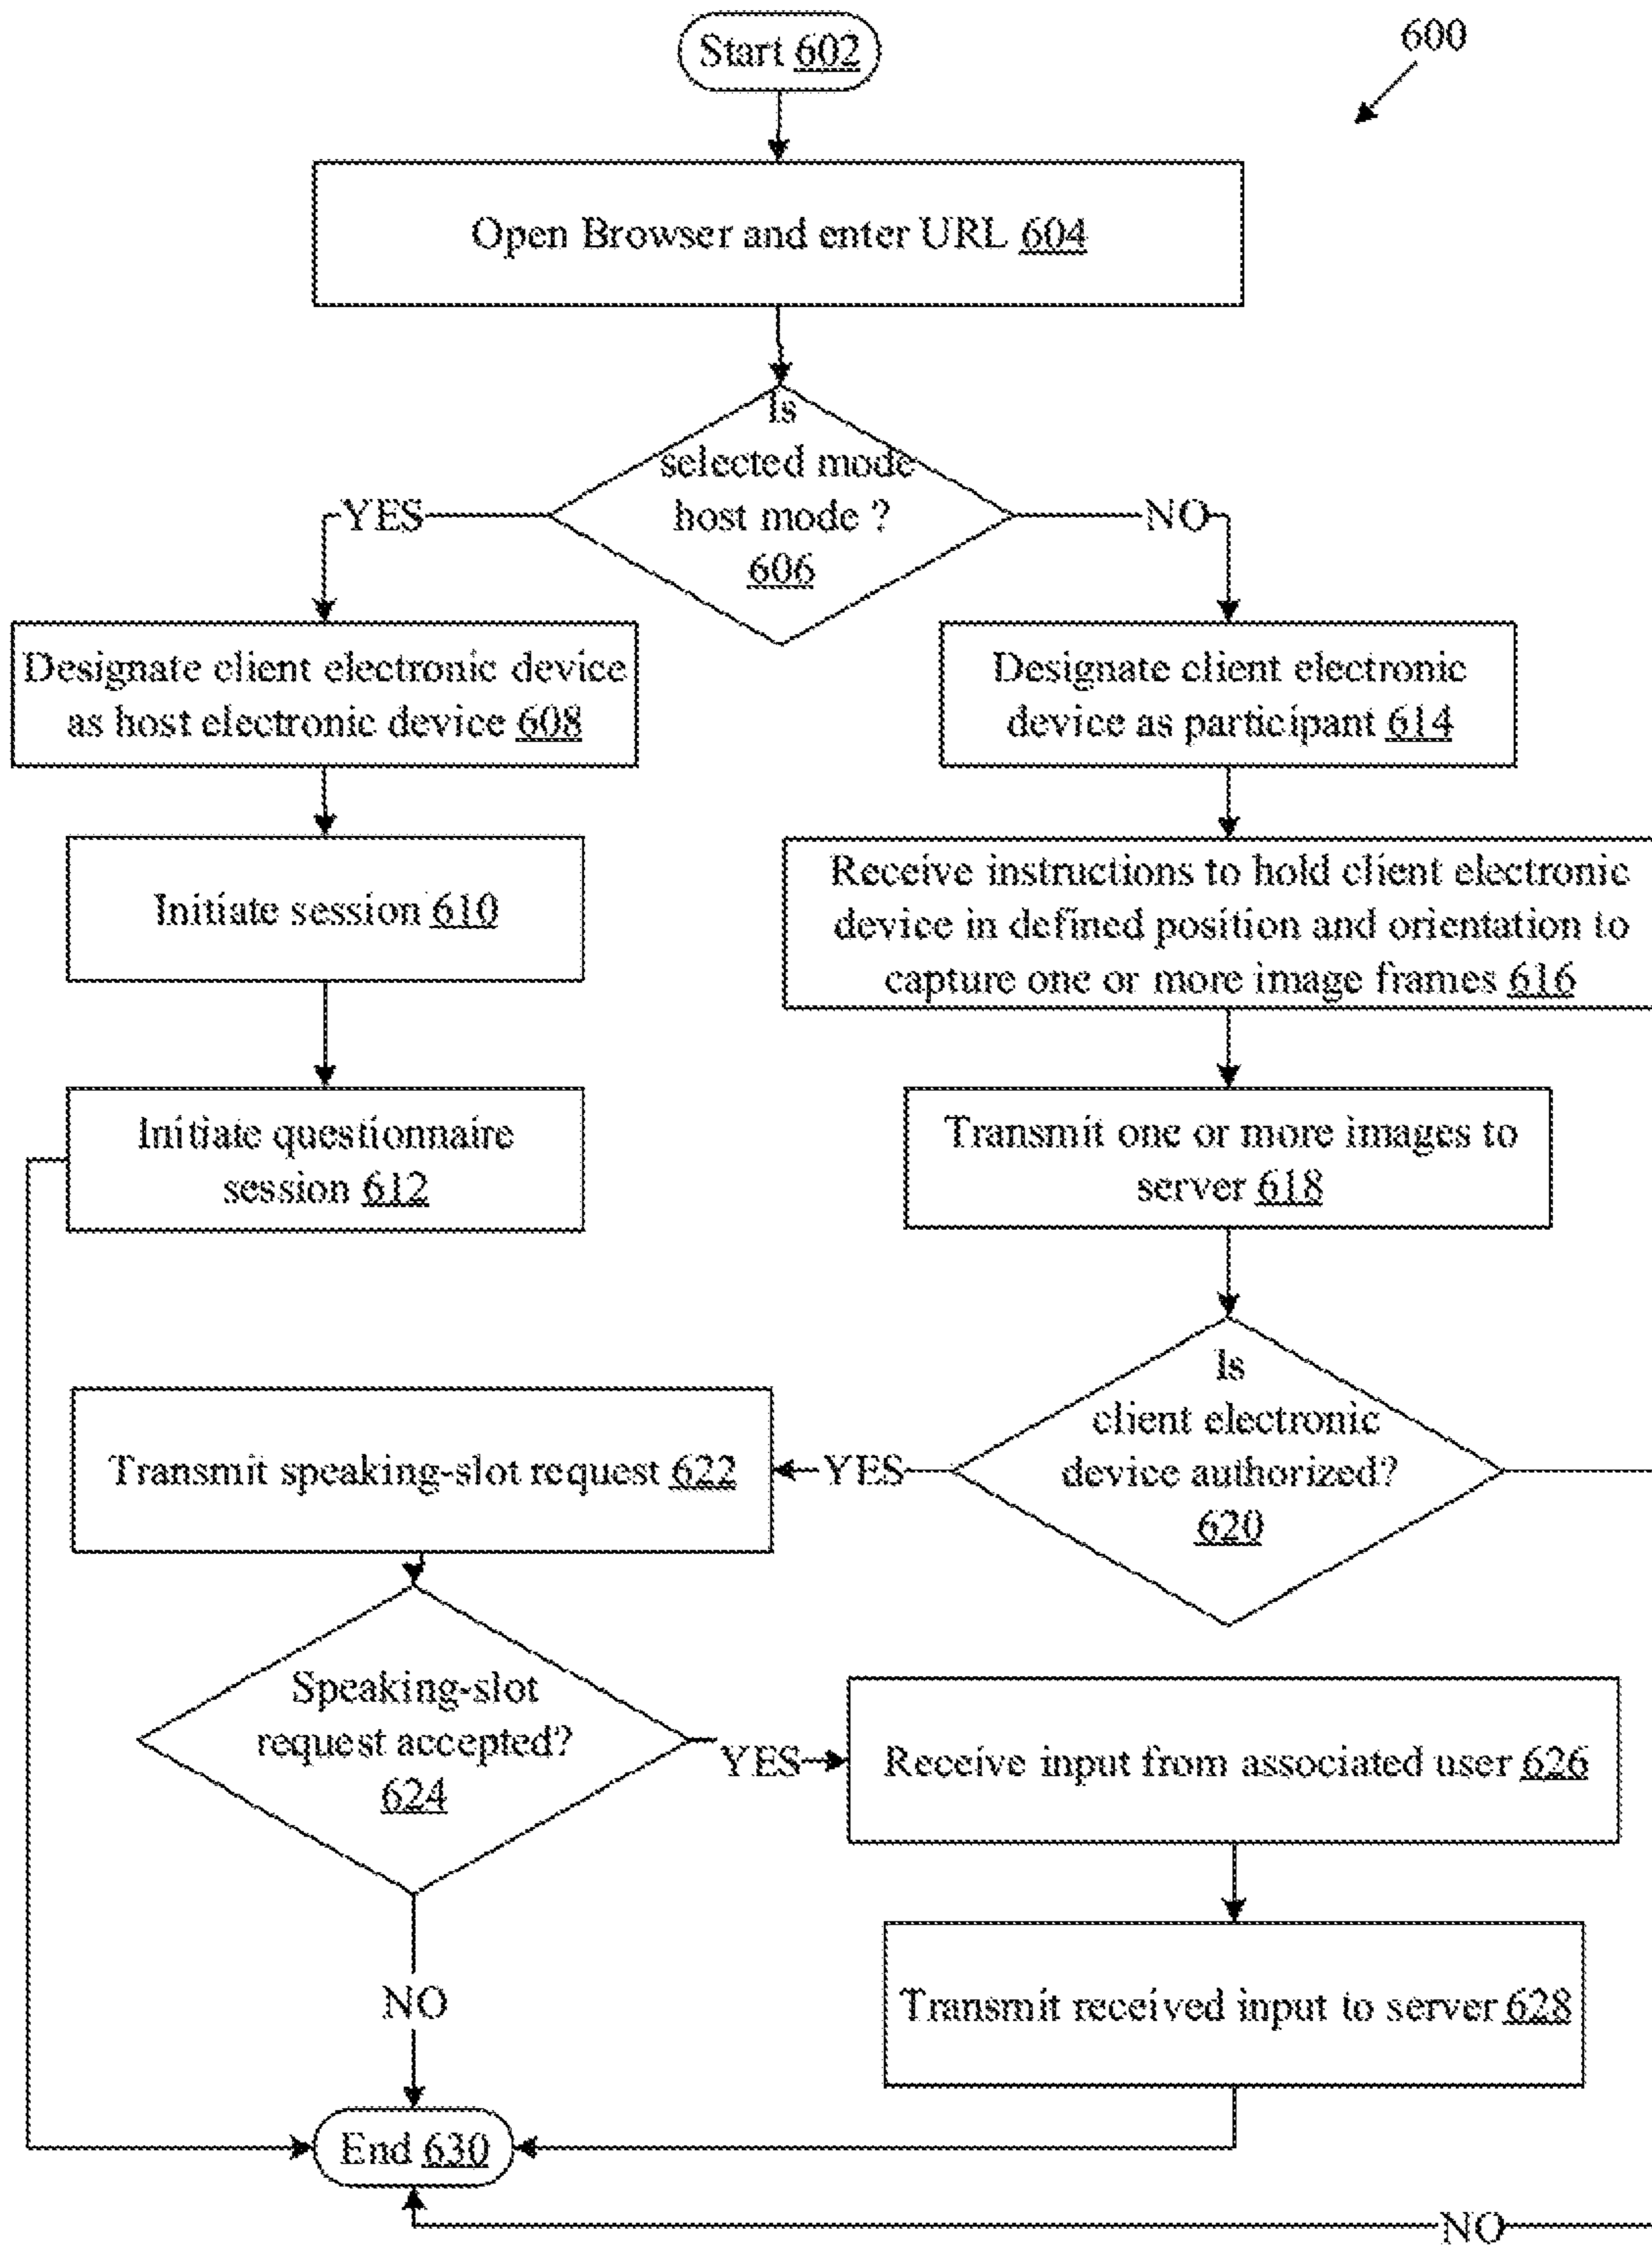 Start 602
600
Open Browser and enter URL 604
Is
selected mode
host mode ?
606
YES
NO
Designate client electronic device
as host electronic device 608
Designate client electronic
device as participant 614
Initiate session 610
Receive instructions to hold client electronic
device in defined position and orientation to
capture one or more image frames 616
Initiate questionnaire
session 612
Transmit one or more images to
server 618
Is
client electronic
device authorized?
620
YES
Transmit speaking-slot request 622
Speaking-slot
request accepted?
624
YES
Receive input from associated user 626
NO
Transmit received input to server 628
End 630
NO